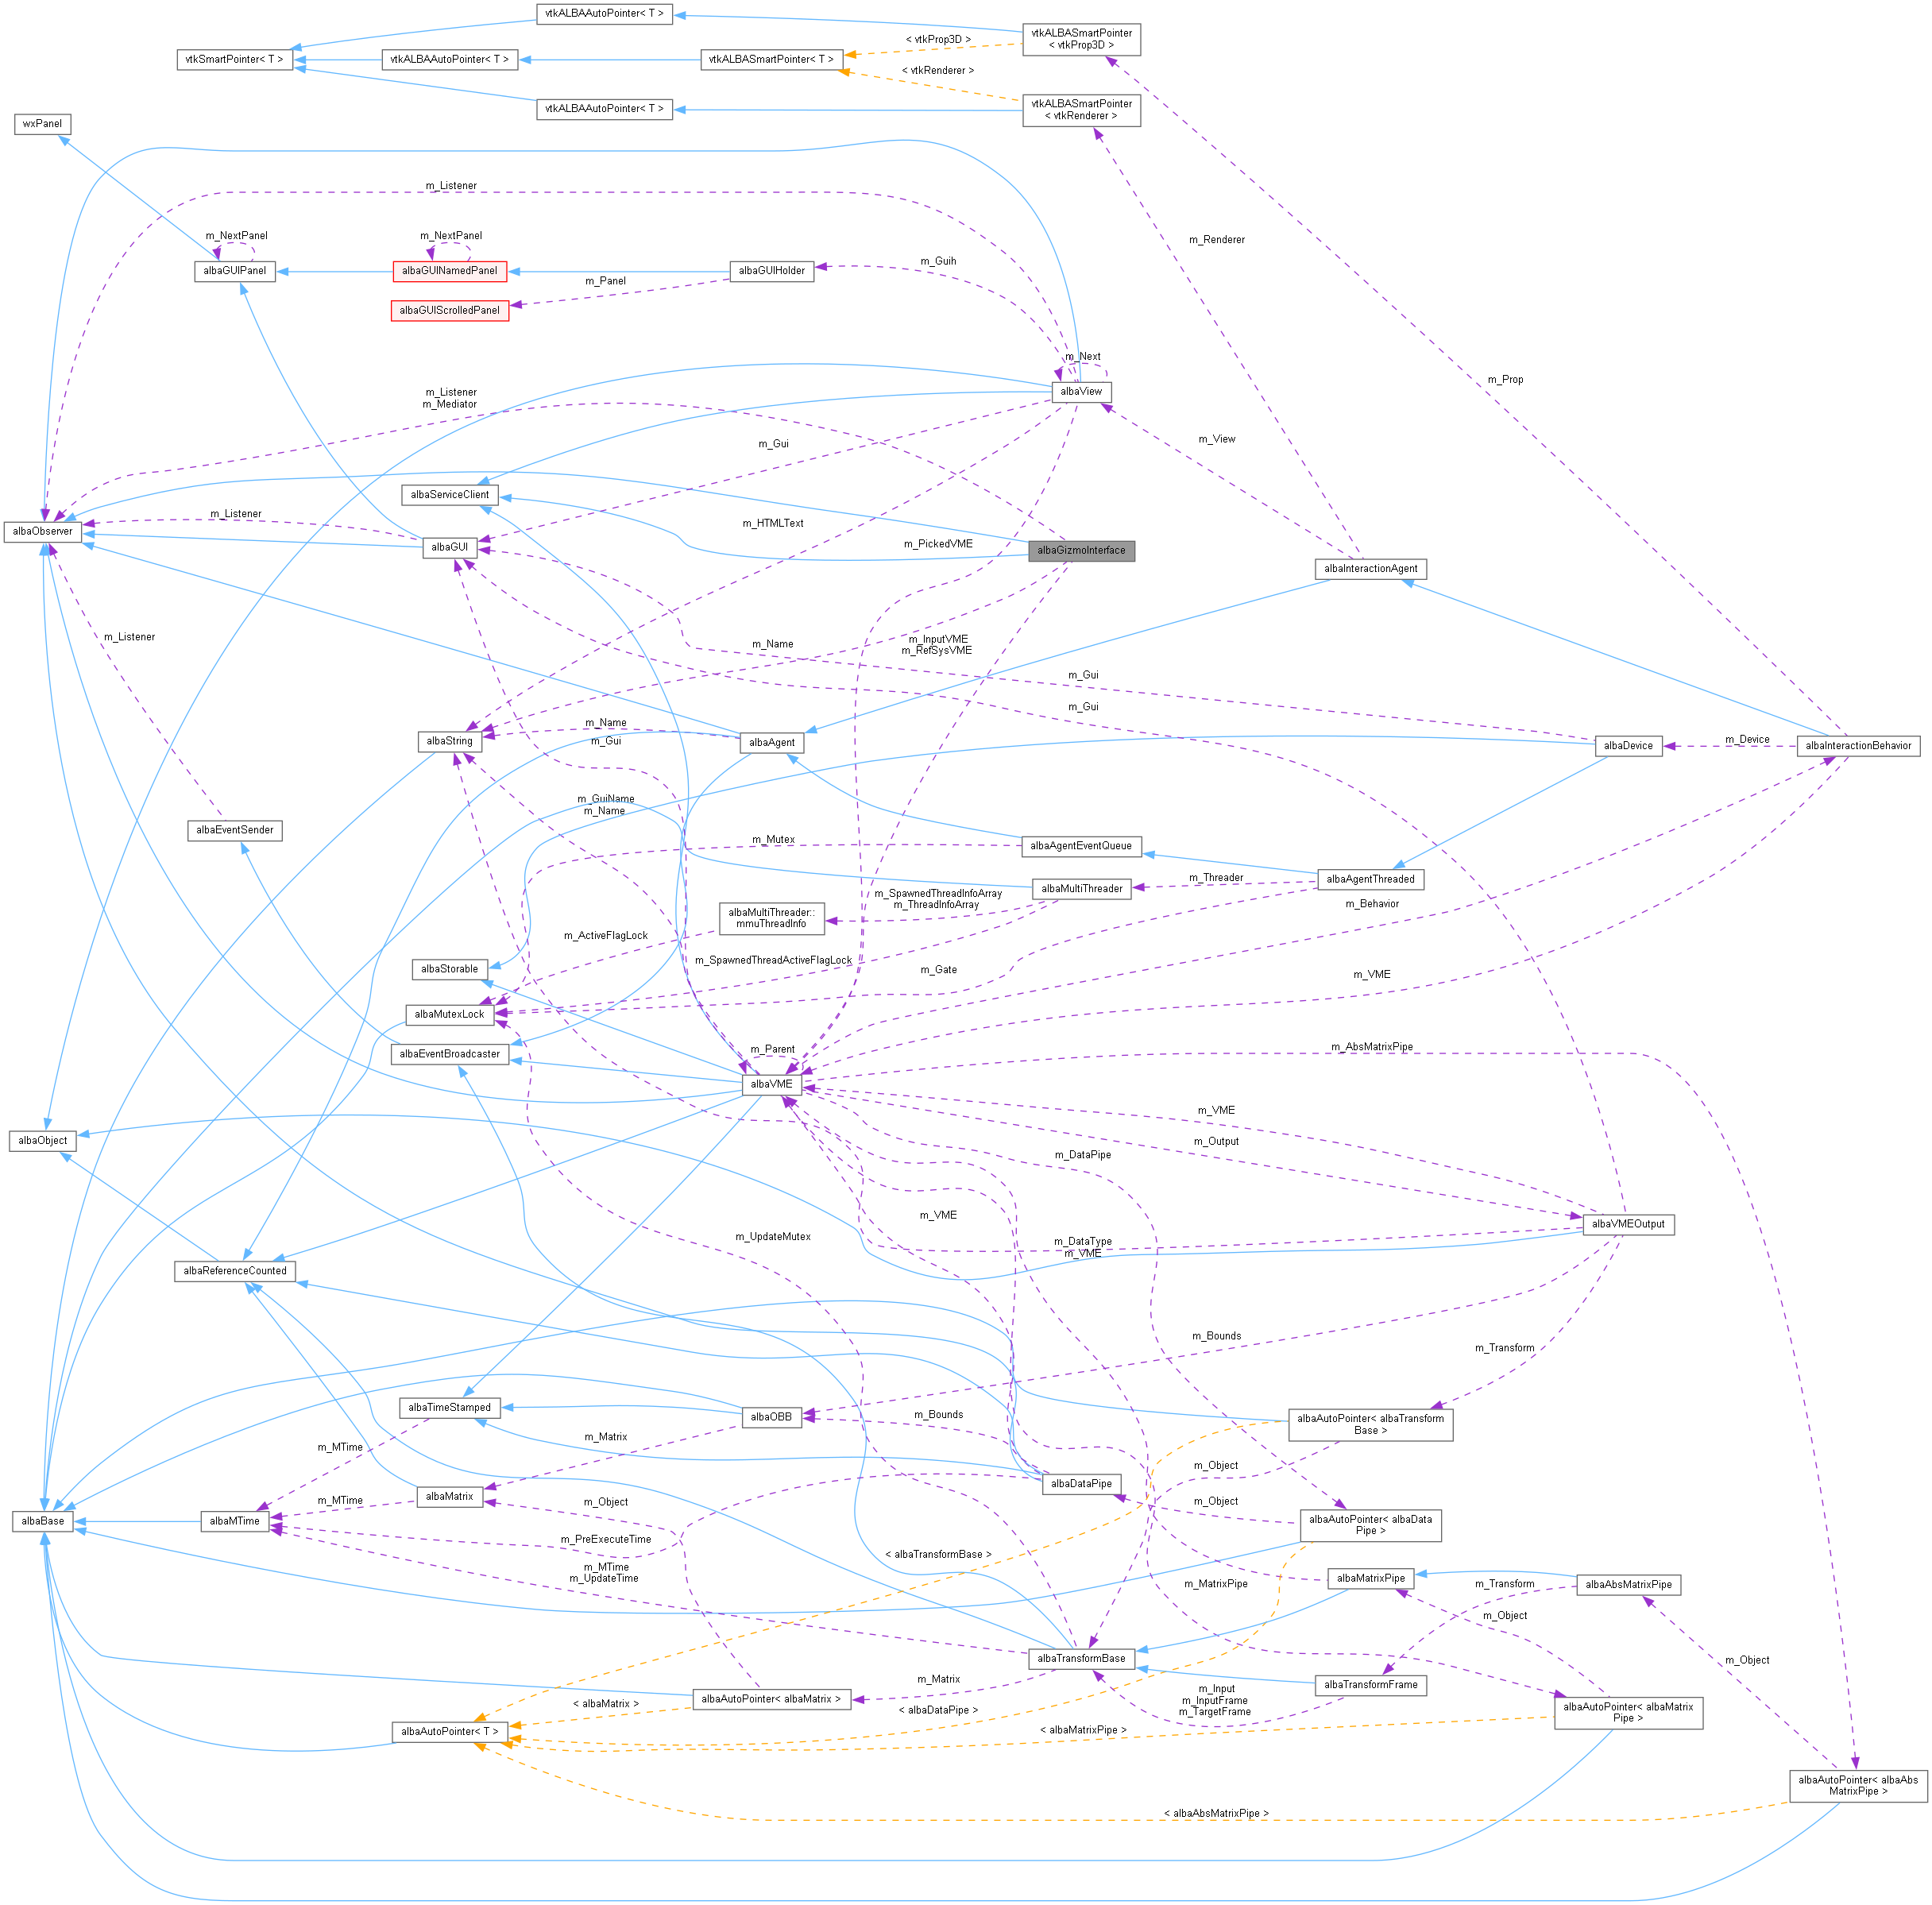 vtkALBAAutoPointer< T >
vtkALBASmartPointer
< vtkProp3D >
< vtkProp3D >
vtkSmartPointer< T >
vtkALBAAutoPointer< T >
vtkALBASmartPointer< T >
< vtkRenderer >
vtkALBAAutoPointer< T >
vtkALBASmartPointer
< vtkRenderer >
wxPanel
m_Listener
m_NextPanel
m_NextPanel
m_Renderer
albaGUIPanel
albaGUINamedPanel
albaGUIHolder
m_Guih
m_Panel
albaGUIScrolledPanel
m_Next
m_Prop
albaView
m_Listener
m_Mediator
m_Gui
m_View
albaServiceClient
m_Listener
m_HTMLText
albaObserver
albaGUI
m_PickedVME
albaGizmoInterface
albaInteractionAgent
m_Listener
m_Name
m_InputVME
m_RefSysVME
m_Gui
m_Gui
m_Name
albaString
m_Gui
albaAgent
m_Device
albaDevice
albaInteractionBehavior
m_GuiName
m_Name
albaEventSender
m_Mutex
albaAgentEventQueue
m_Threader
albaAgentThreaded
albaMultiThreader
m_SpawnedThreadInfoArray
m_ThreadInfoArray
albaMultiThreader::
mmuThreadInfo
m_Behavior
m_ActiveFlagLock
m_SpawnedThreadActiveFlagLock
albaStorable
m_Gate
m_VME
albaMutexLock
albaEventBroadcaster
m_Parent
m_AbsMatrixPipe
albaVME
m_VME
albaObject
m_Output
m_DataPipe
m_VME
albaVMEOutput
m_UpdateMutex
m_DataType
m_VME
albaReferenceCounted
m_Bounds
m_Transform
albaTimeStamped
albaOBB
m_Bounds
albaAutoPointer< albaTransform
Base >
m_MTime
m_Matrix
m_Object
albaDataPipe
albaMatrix
m_MTime
m_Object
m_Object
albaBase
albaMTime
albaAutoPointer< albaData
Pipe >
m_PreExecuteTime
< albaTransformBase >
m_MTime
m_UpdateTime
m_MatrixPipe
albaMatrixPipe
m_Transform
albaAbsMatrixPipe
m_Object
albaTransformBase
m_Object
m_Matrix
albaTransformFrame
m_Input
m_InputFrame
m_TargetFrame
albaAutoPointer< albaMatrix >
< albaMatrix >
< albaDataPipe >
albaAutoPointer< albaMatrix
Pipe >
albaAutoPointer< T >
< albaMatrixPipe >
albaAutoPointer< albaAbs
MatrixPipe >
< albaAbsMatrixPipe >